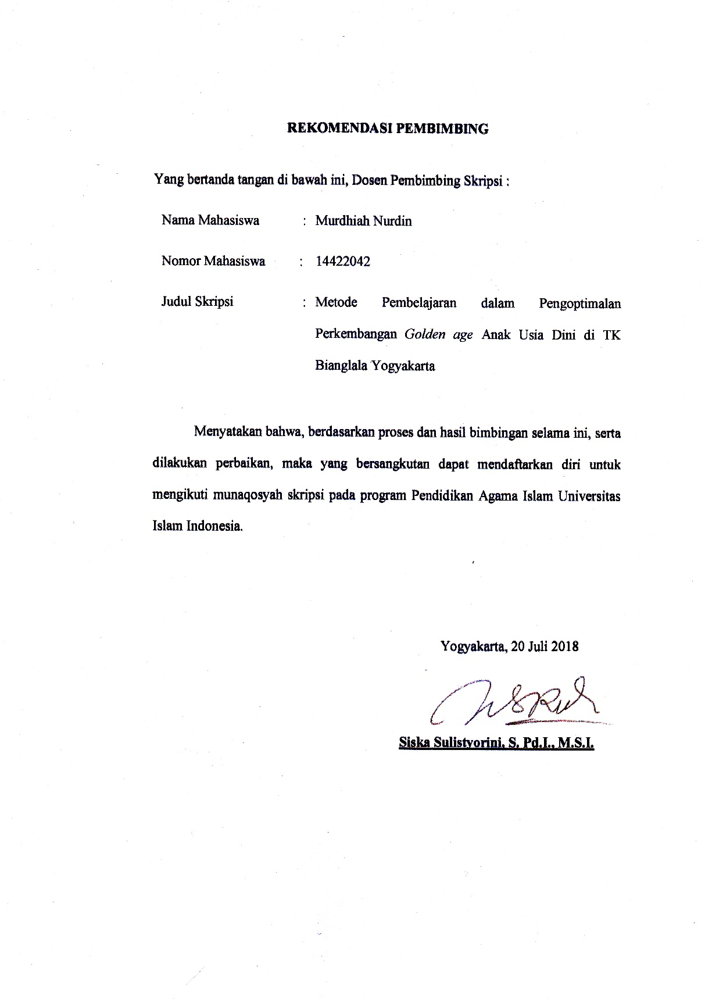 REKOMENDASI PEMBIMBING
Yang bertanda tangan di bawah ini, Dosen Pembimbing Skripsi :
Nama Mahasiswa : Murdhiah Nurdin
Nomor Mahasiswa : 14422042
Judul Skripsi : Metode Pembelajaran dalam Pengoptimalan
Perkembangan Golden age Anak Usia Dini di TK
Bianglala Yogyakarta
Menyatakan bahwa, berdasarkan proses dan hasil bimbingan selama ini, serta
dilakukan perbaikan, maka yang bersangkutan dapat mendaftarkan diri untuk
mengikuti munaqosyah skripsi pada program Pendidikan Agama Islam Universitas
Islam Indonesia.
Yogyakarta, 20 Juli 2018
Siska Sulistyorini, S. Pd.I., M.S.I.